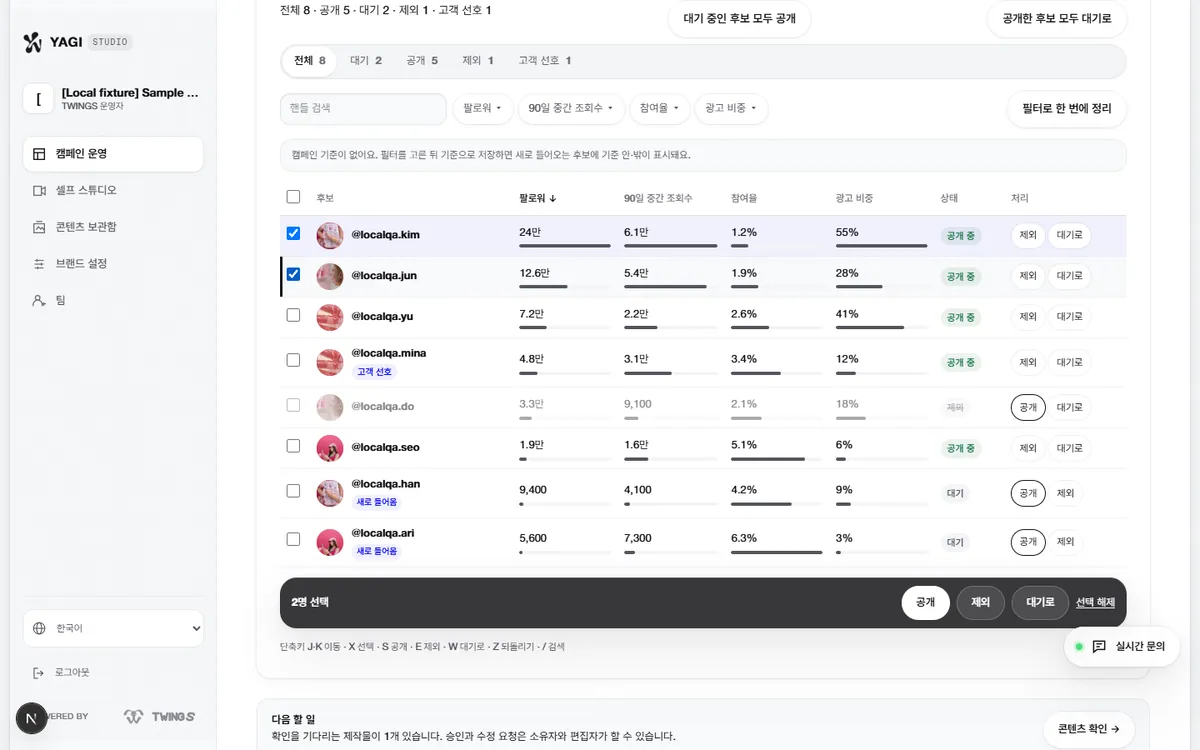 전체 8 · 공개 5 · 대기 2 · 제외 1 · 고객 선호 1
대기 중인 후보 모두 공개
공개한 후보 모두 대기로
YAGI STUDIO
[
[Local fixture] Sample ...
TWINGS 운영자
캠페인 운영
셀프 스튜디오
콘텐츠 보관함
브랜드 설정
팀
한국어
로그아웃
N
WERED BY
TWINGS
전체 8
대기 2
공개 5
제외 1
고객 선호 1
핸들 검색
팔로워
90일 중간 조회수
참여율
광고 비중
필터로 한 번에 정리
캠페인 기준이 없어요. 필터를 고른 뒤 기준으로 저장하면 새로 들어오는 후보에 기준 안·밖이 표시돼요.
후보 팔로워 ↓ 90일 중간 조회수 참여율 광고 비중 상태 처리
@localqa.kim 24만 6.1만 1.2% 55% 공개 중 제외 대기로
@localqa.jun 12.6만 5.4만 1.9% 28% 공개 중 제외 대기로
@localqa.yu 7.2만 2.2만 2.6% 41% 공개 중 제외 대기로
@localqa.mina 4.8만 3.1만 3.4% 12% 공개 중 제외 대기로
고객 선호
@localqa.do 3.3만 9,100 2.1% 18% 제외 공개 대기로
@localqa.seo 1.9만 1.6만 5.1% 6% 공개 중 제외 대기로
@localqa.han 9,400 4,100 4.2% 9% 대기 공개 제외
새로 들어옴
@localqa.ari 5,600 7,300 6.3% 3% 대기 공개 제외
새로 들어옴
2명 선택 공개 제외 대기로 선택 해제
단축키 J·K 이동 · X 선택 · S 공개 · E 제외 · W 대기로 · Z 되돌리기 · / 검색
실시간 문의
다음 할 일
확인을 기다리는 제작물이 1개 있습니다. 승인과 수정 요청은 소유자와 편집자가 할 수 있습니다.
콘텐츠 확인 →